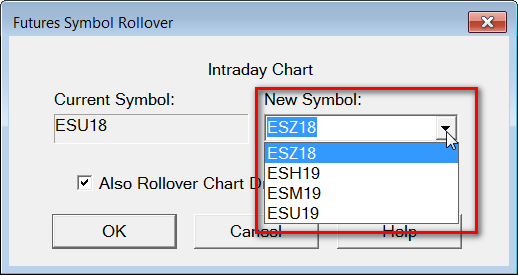 Futures Symbol Rollover
Intraday Chart
Current Symbol:
New Symbol:
ESU18
ESZ18
ESZ18
ESH19
ESM19
ESU19
Also Rollover Chart
OK
Cancel
Help